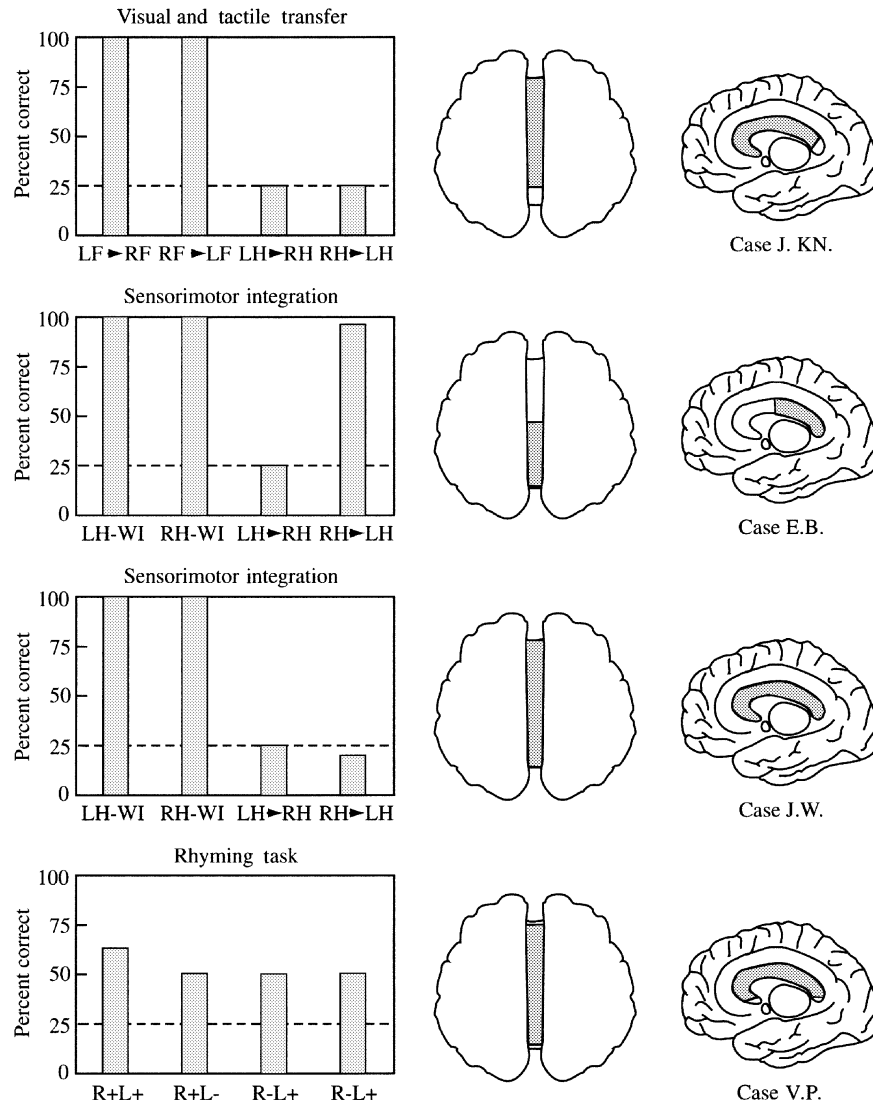 Visual and tactile transfer
Percent correct
100
75
50
25
0
LF ► RF RF ► LF LH ► RH RH ► LH
Case J. KN.
Sensorimotor integration
Percent correct
100
75
50
25
0
LH-WI RH-WI LH ► RH RH ► LH
Case E.B.
Sensorimotor integration
Percent correct
100
75
50
25
0
LH-WI RH-WI LH ► RH RH ► LH
Case J.W.
Rhyming task
Percent correct
100
75
50
25
0
R+L+ R+L- R-L+ R-L+
Case V.P.